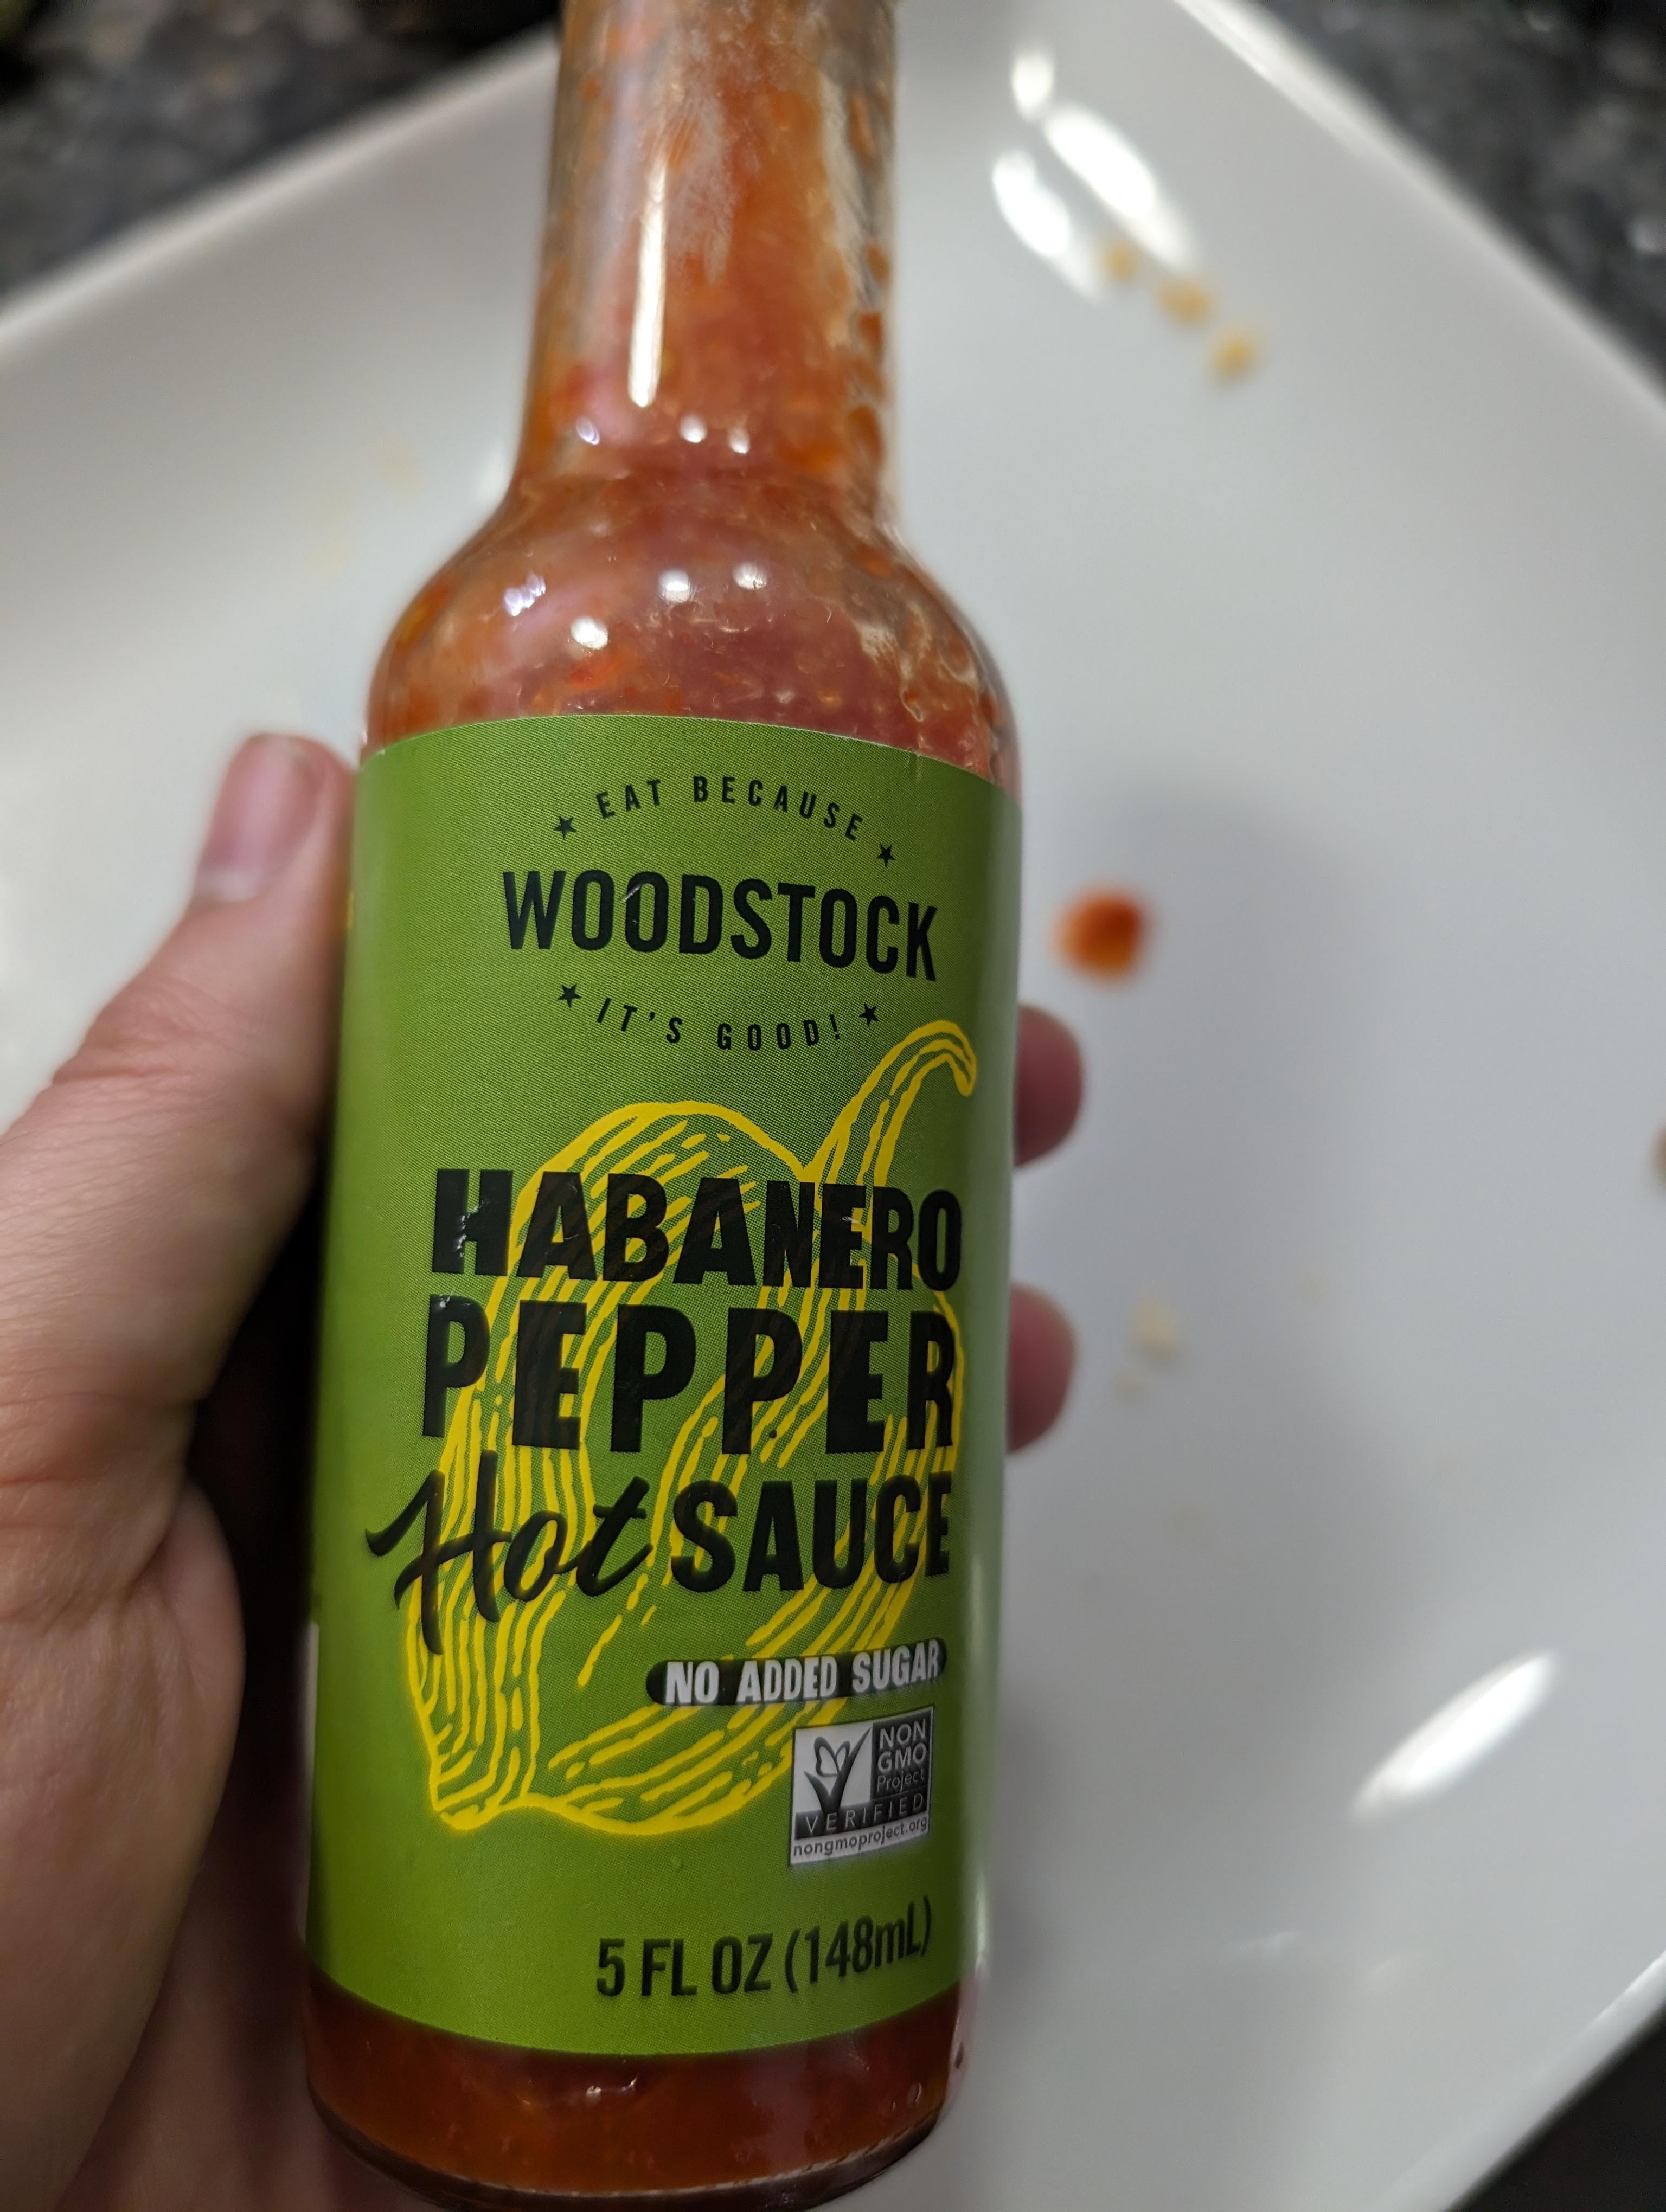 EAT BECAUSE
WOODSTOCK
IT'S GOOD!
HABANERO
PEPPER
Hot SAUCE
NO ADDED SUGAR
NON
GMO
Project
VERIFIED
nongmoproject.org
5 FL OZ (148mL)